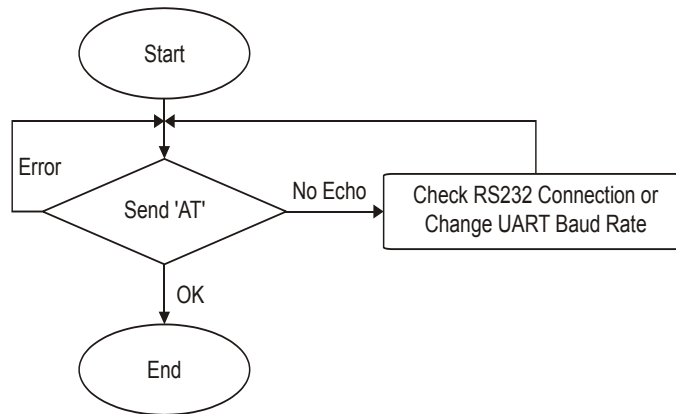 Start
Error
Send 'AT'
No Echo
Check RS232 Connection or
Change UART Baud Rate
OK
End